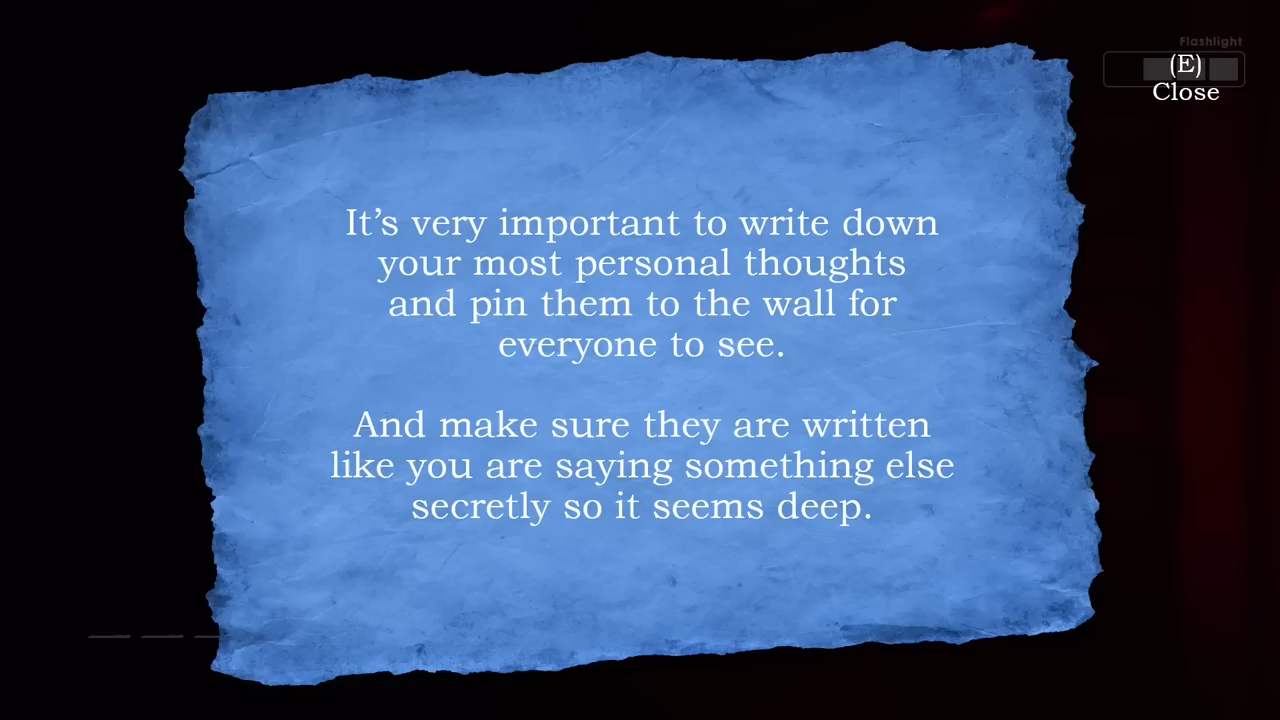 Flashlight
(E)
Close
It's very important to write down
your most personal thoughts
and pin them to the wall for
everyone to see.
And make sure they are written
like you are saying something else
secretly so it seems deep.